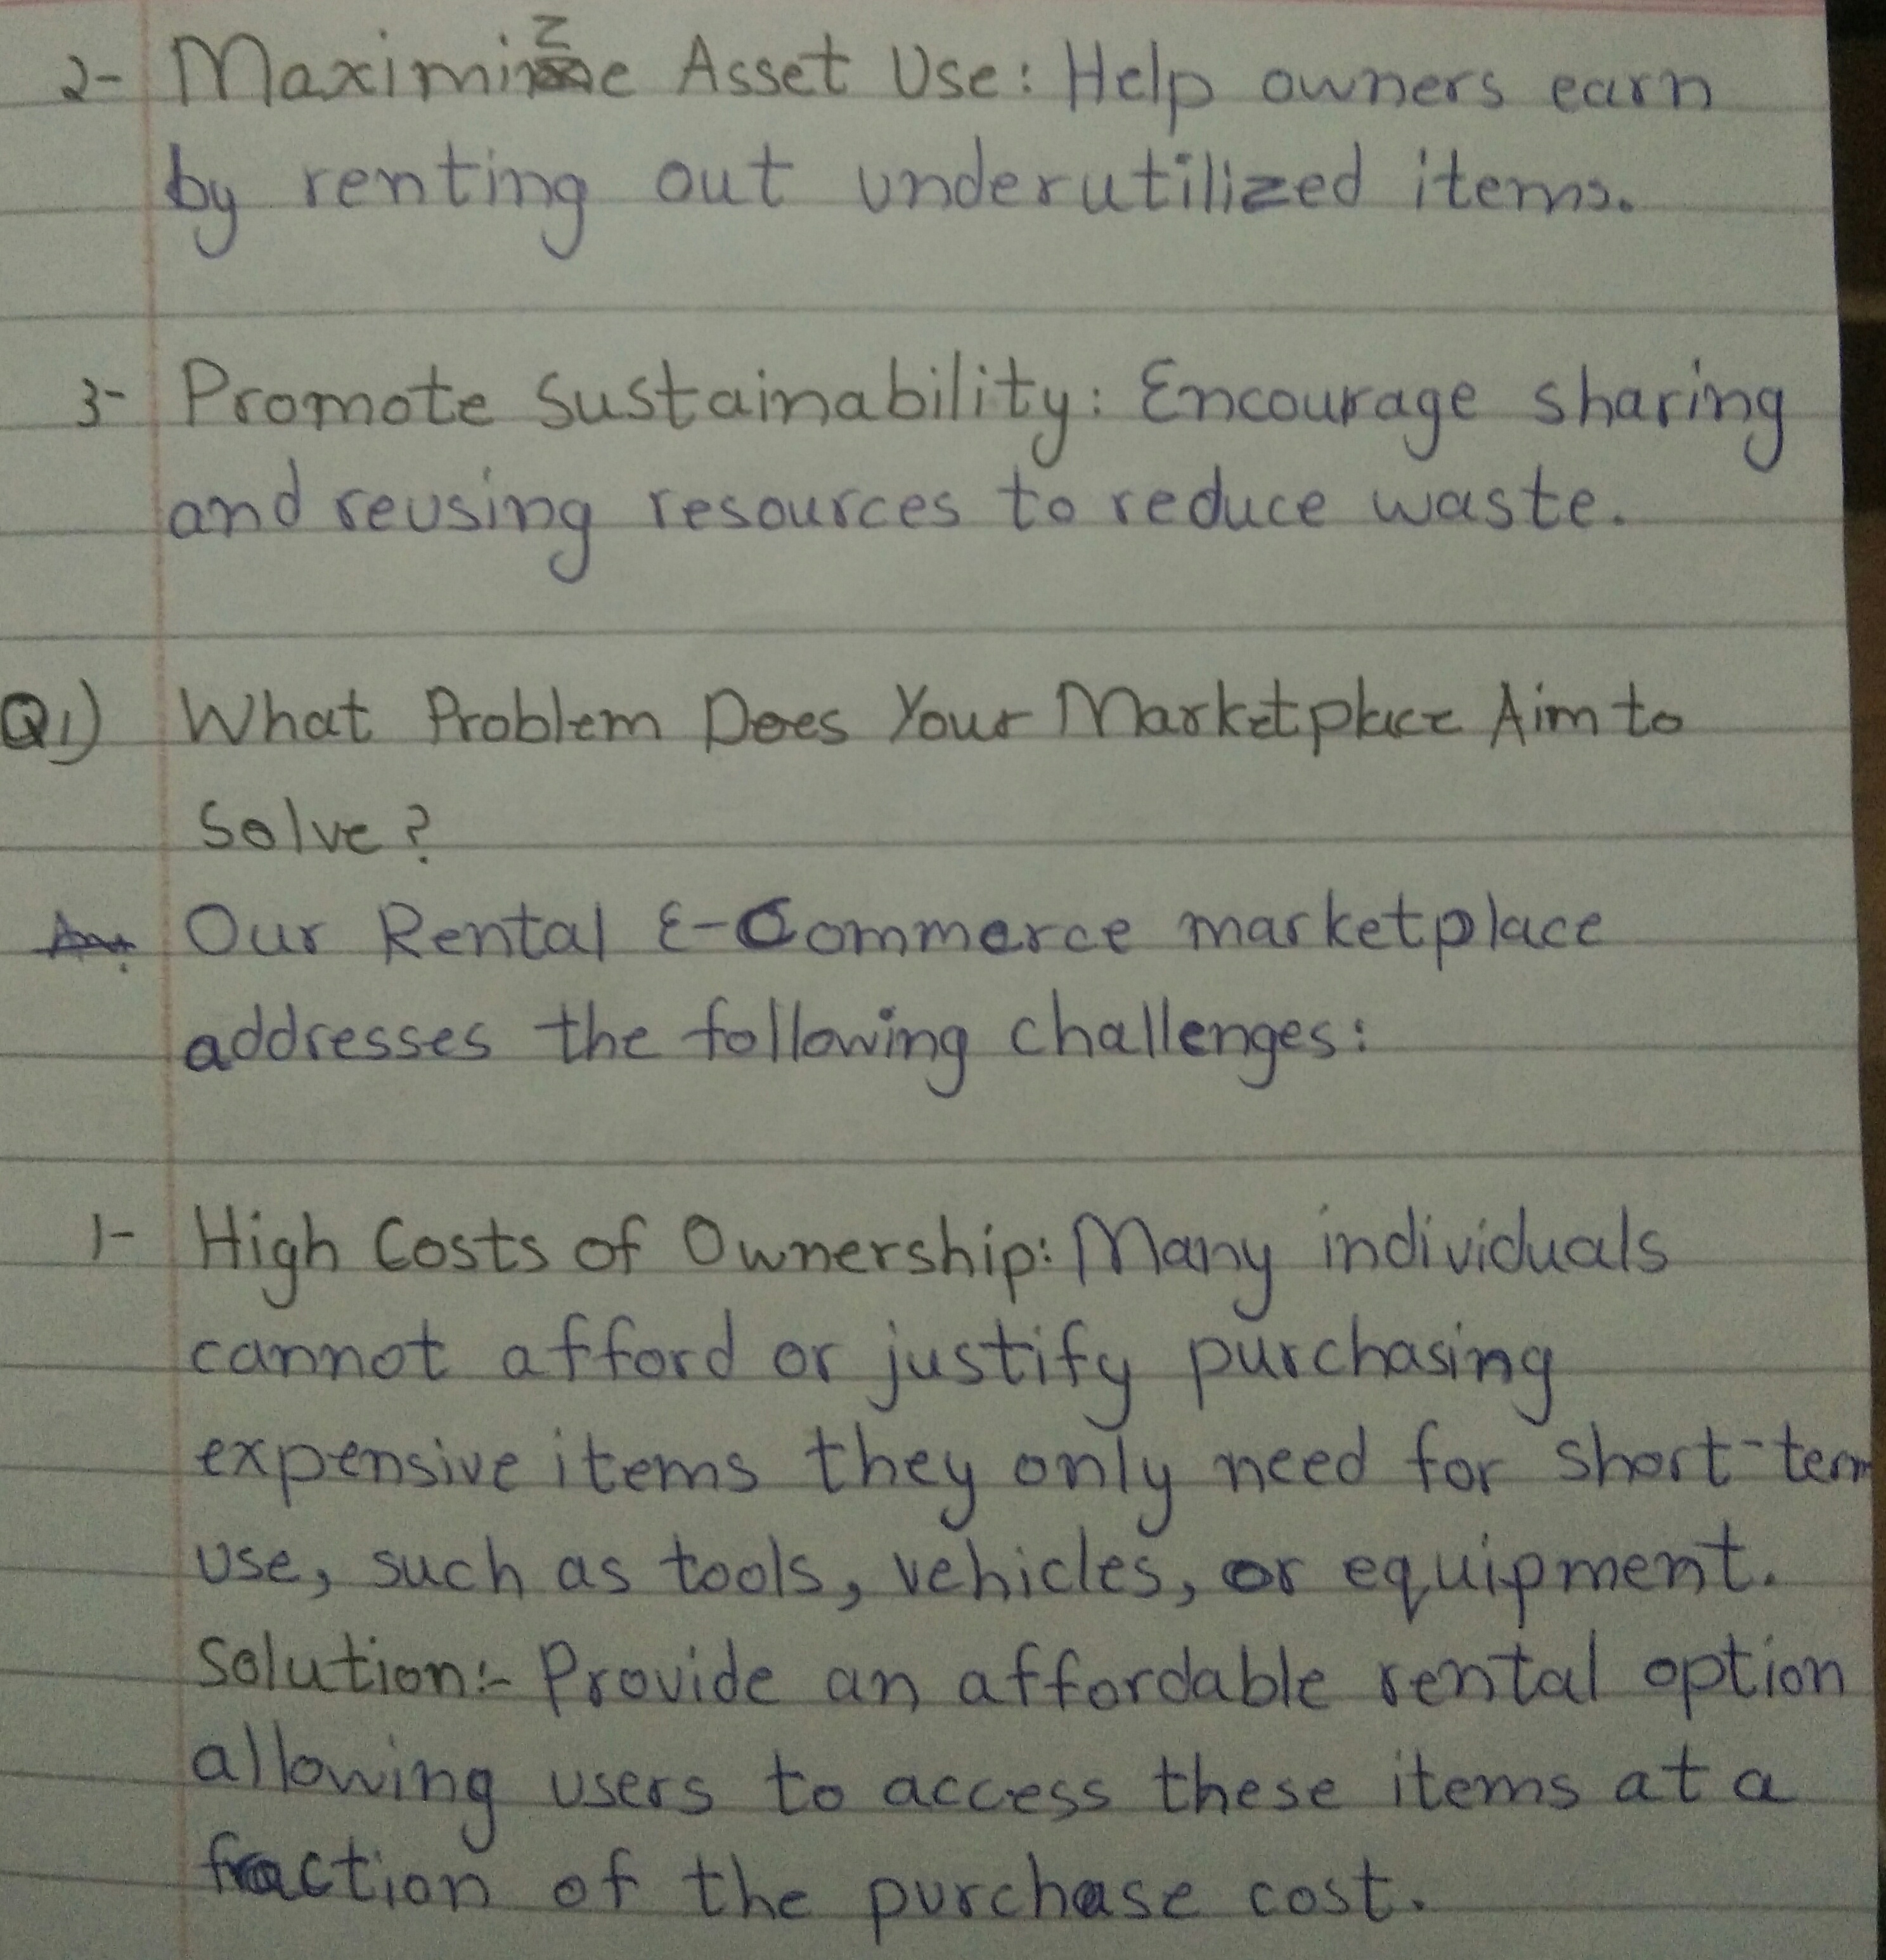 2- Maximize Asset Use: Help owners earn
by renting out underutilized items.
3- Promote Sustainability: Encourage sharing
and reusing resources to reduce waste.
Q1) What Problem Does Your Marketplace Aim to
Solve?
Our Rental E-Commerce marketplace
addresses the following challenges:
1- High Costs of Ownership: Many individuals
cannot afford or justify purchasing
expensive items they only need for short-term
use, such as tools, vehicles, or equipment.
Solution:- Provide an affordable rental option
allowing users to access these items at a
fraction of the purchase cost.